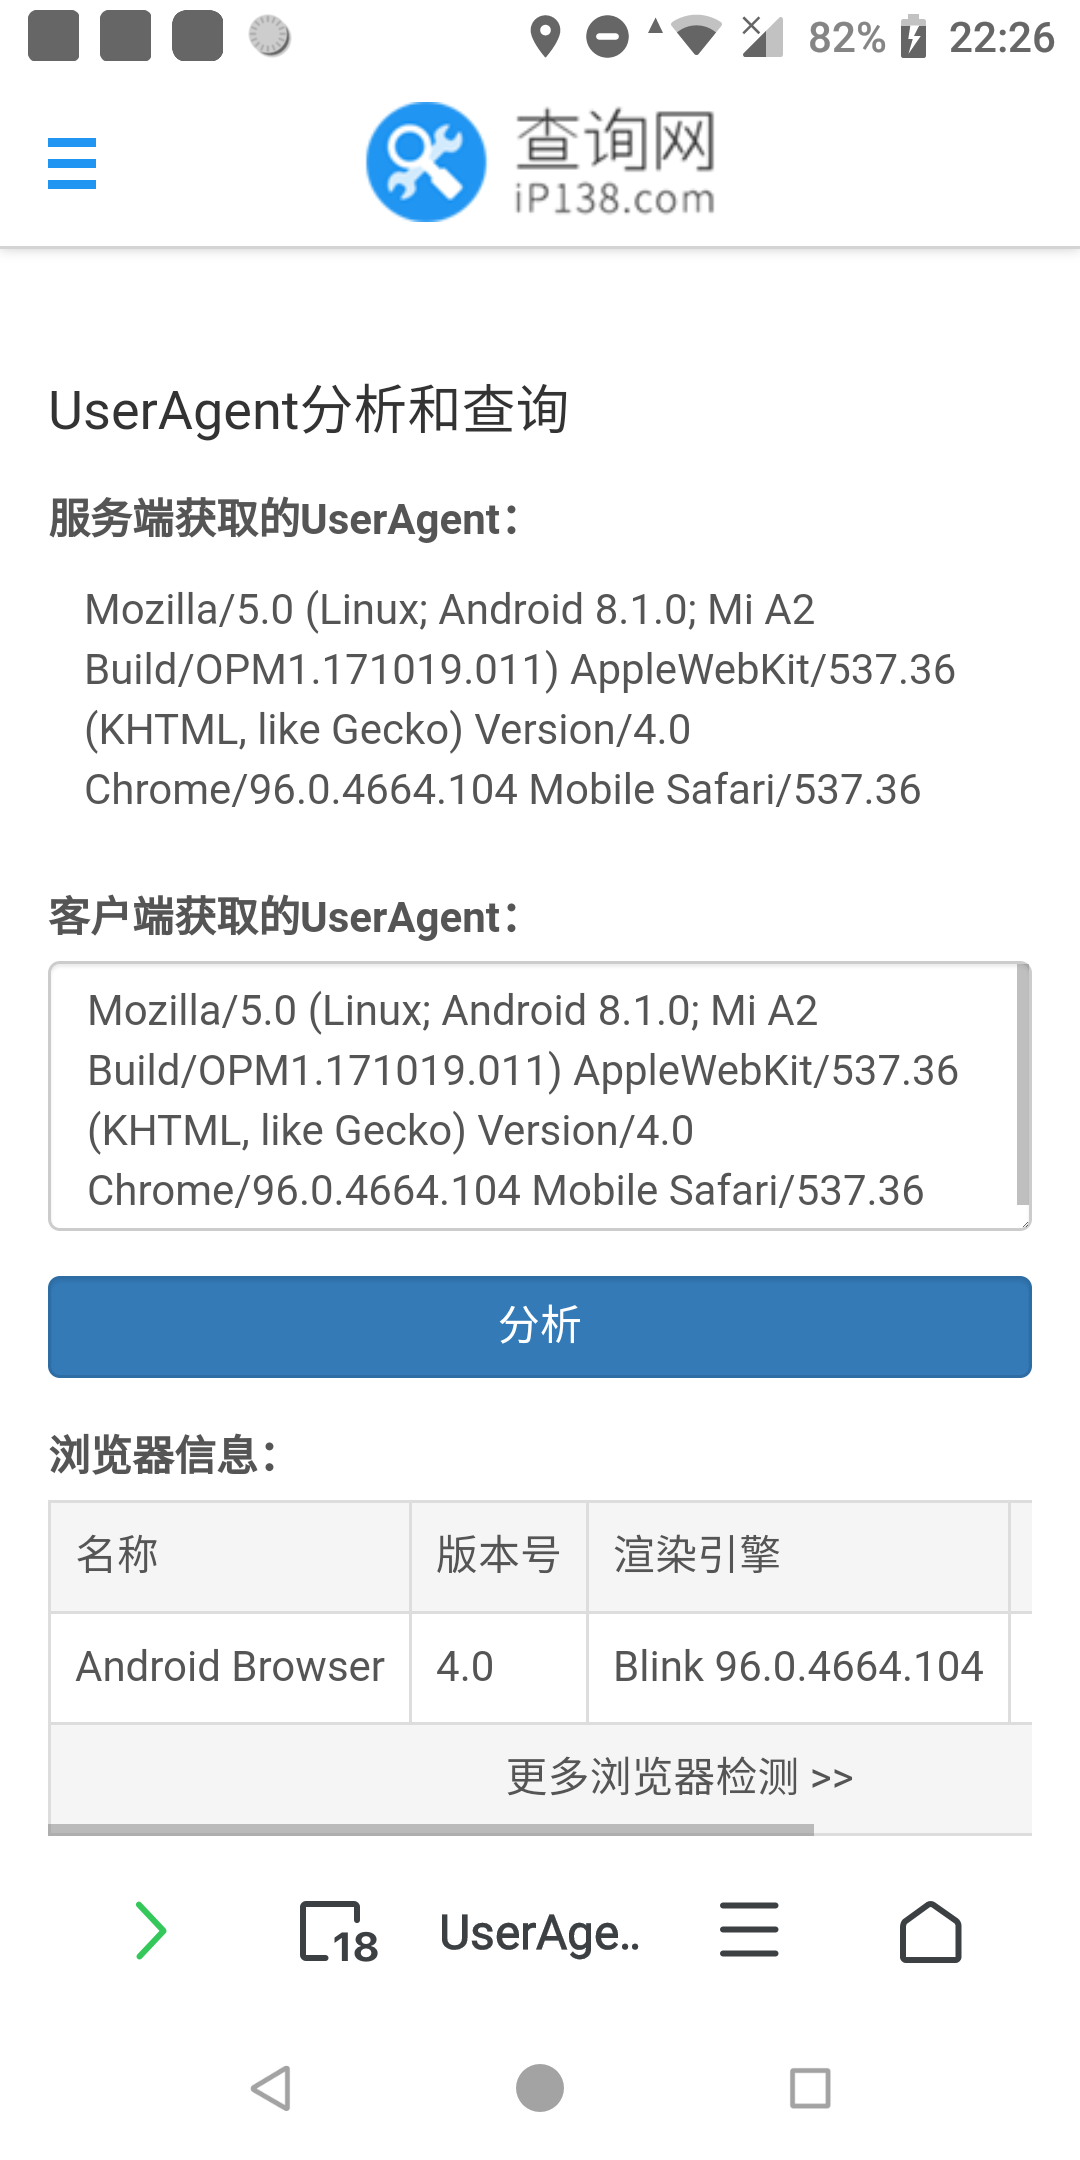 82% 22:26
查询网
iP138.com
UserAgent分析和查询
服务端获取的UserAgent：
Mozilla/5.0 (Linux; Android 8.1.0; Mi A2
Build/OPM1.171019.011) AppleWebKit/537.36
(KHTML, like Gecko) Version/4.0
Chrome/96.0.4664.104 Mobile Safari/537.36
客户端获取的UserAgent：
Mozilla/5.0 (Linux; Android 8.1.0; Mi A2
Build/OPM1.171019.011) AppleWebKit/537.36
(KHTML, like Gecko) Version/4.0
Chrome/96.0.4664.104 Mobile Safari/537.36
分析
浏览器信息：
名称 版本号 渲染引擎
Android Browser 4.0 Blink 96.0.4664.104
更多浏览器检测 >>
18 UserAge..